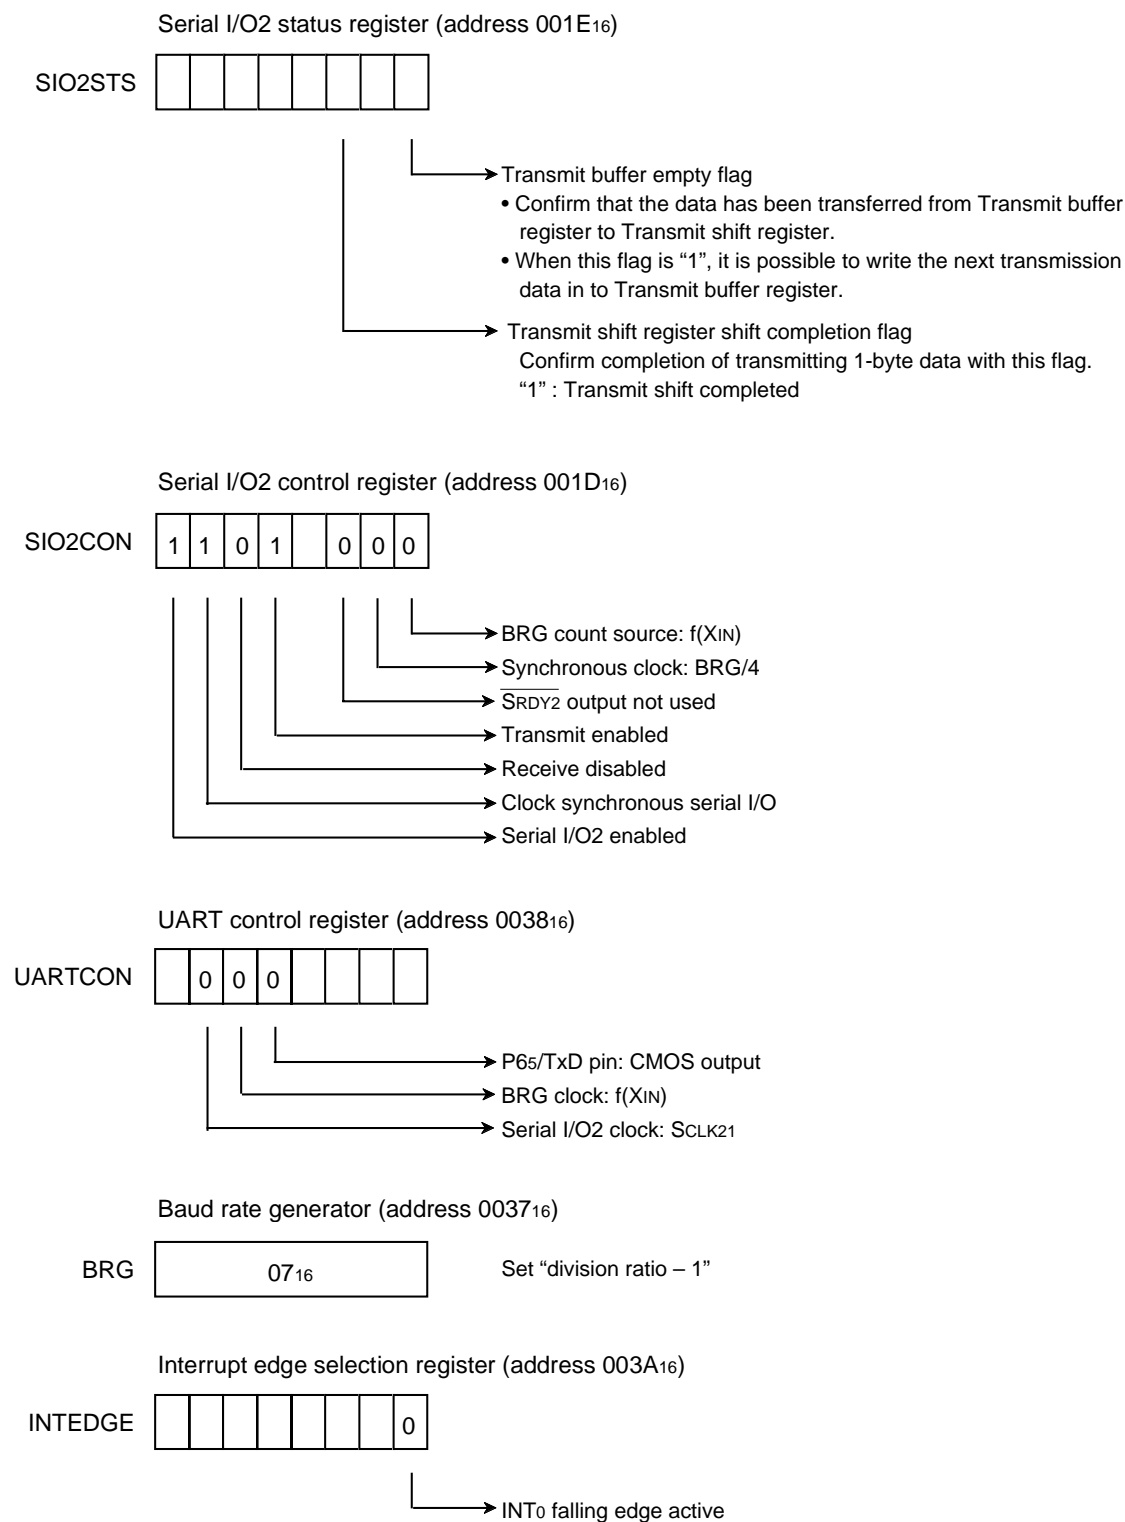 Serial I/O2 status register (address 001E16)
SIO2STS
Transmit buffer empty flag
• Confirm that the data has been transferred from Transmit buffer
register to Transmit shift register.
• When this flag is “1”, it is possible to write the next transmission
data in to Transmit buffer register.
Transmit shift register shift completion flag
Confirm completion of transmitting 1-byte data with this flag.
“1” : Transmit shift completed
Serial I/O2 control register (address 001D16)
SIO2CON 1 1 0 1 0 0 0
BRG count source: f(XIN)
Synchronous clock: BRG/4
SRDY2 output not used
Transmit enabled
Receive disabled
Clock synchronous serial I/O
Serial I/O2 enabled
UART control register (address 003816)
UARTCON 0 0 0
P65/TxD pin: CMOS output
BRG clock: f(XIN)
Serial I/O2 clock: SCLK21
Baud rate generator (address 003716)
BRG 0716 Set “division ratio – 1”
Interrupt edge selection register (address 003A16)
INTEDGE 0
INT0 falling edge active